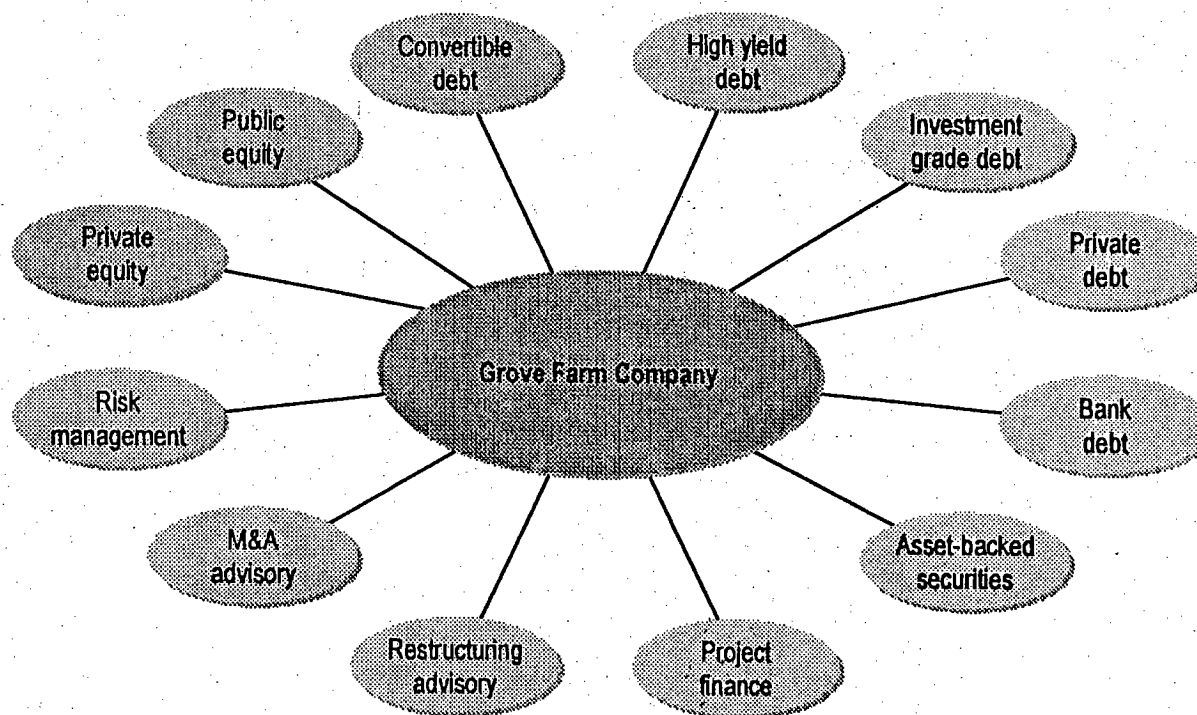 Convertible
debt
High yield
debt
Public
equity
Investment
grade debt
Private
equity
Private
debt
Grove Farm Company
Risk
management
Bank
debt
M&A
advisory
Asset-backed
securities
Restructuring
advisory
Project
finance